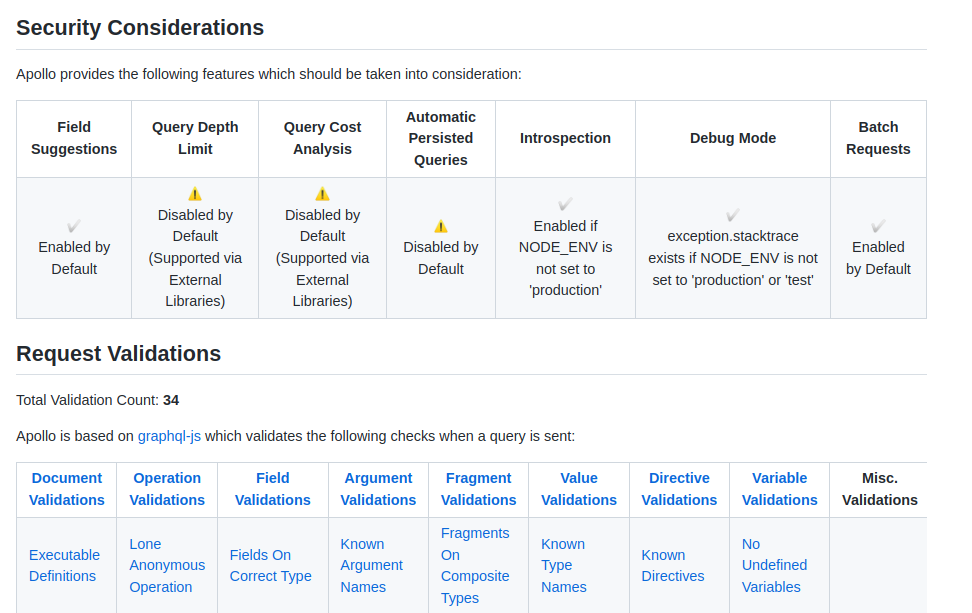 Security Considerations
Apollo provides the following features which should be taken into consideration:
Field Suggestions
Query Depth Limit
Query Cost Analysis
Automatic Persisted Queries
Introspection
Debug Mode
Batch Requests
Enabled by Default
Disabled by Default (Supported via External Libraries)
Disabled by Default (Supported via External Libraries)
Disabled by Default
Enabled if NODE_ENV is not set to 'production'
exception.stacktrace exists if NODE_ENV is not set to 'production' or 'test'
Enabled by Default
Request Validations
Total Validation Count: 34
Apollo is based on graphql-js which validates the following checks when a query is sent:
Document Validations
Operation Validations
Field Validations
Argument Validations
Fragment Validations
Value Validations
Directive Validations
Variable Validations
Misc. Validations
Executable Definitions
Lone Anonymous Operation
Fields On Correct Type
Known Argument Names
Fragments On Composite Types
Known Type Names
Known Directives
No Undefined Variables